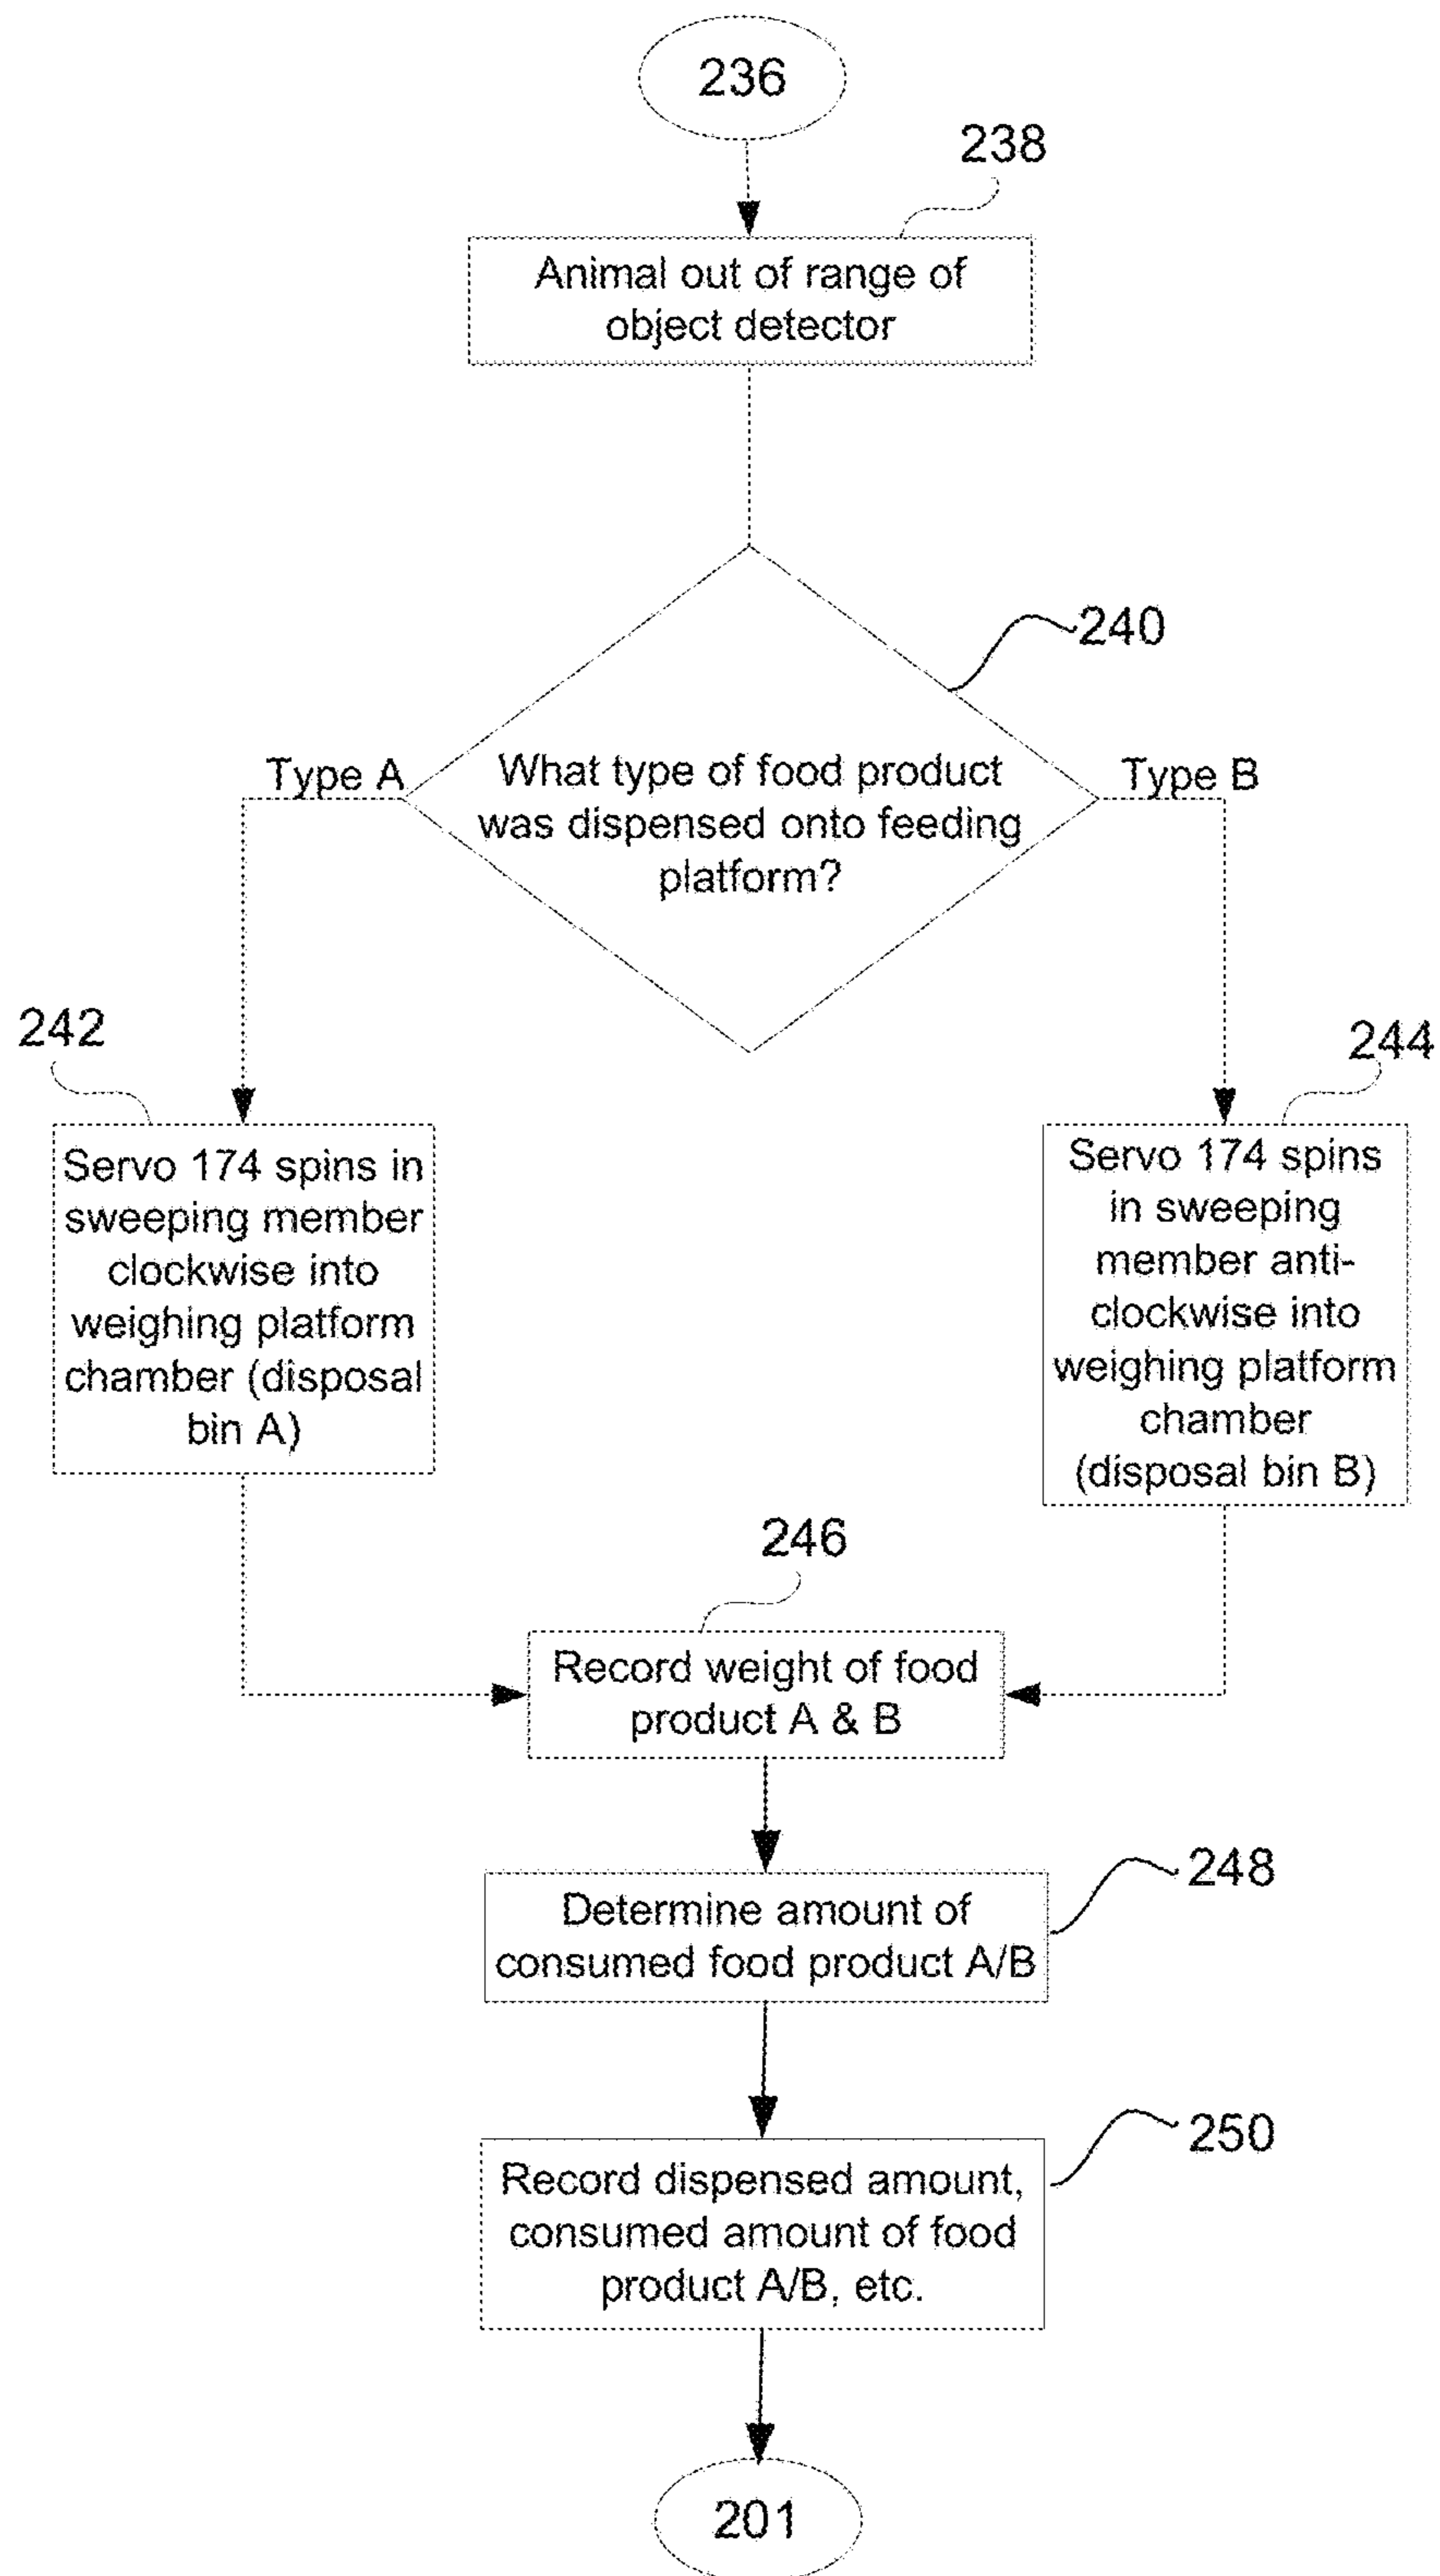 236
238
Animal out of range of
object detector
240
Type A
What type of food product
was dispensed onto feeding
platform?
Type B
242
Servo 174 spins in
sweeping member
clockwise into
weighing platform
chamber (disposal
bin A)
244
Servo 174 spins
in sweeping
member anti-
clockwise into
weighing platform
chamber
(disposal bin B)
246
Record weight of food
product A & B
248
Determine amount of
consumed food product A/B
250
Record dispensed amount,
consumed amount of food
product A/B, etc.
201